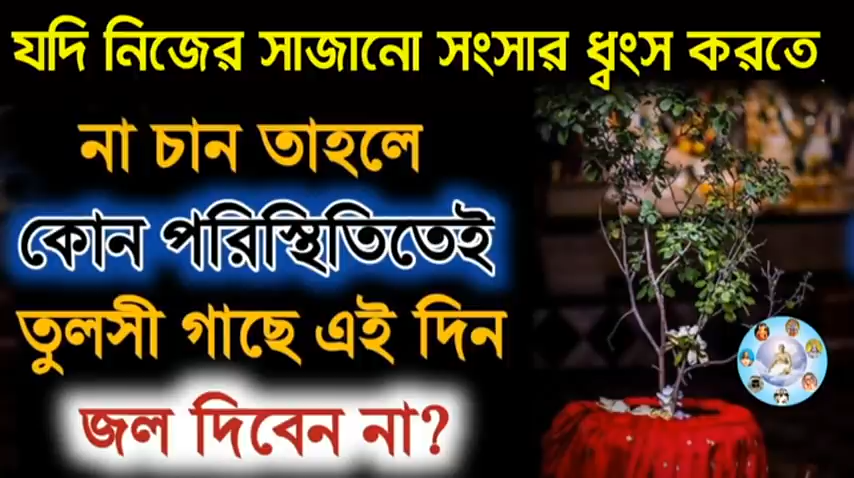 যদি নিজের সাজানো সংসার ধ্বংস করতে
না চান তাহলে
কোন পরিস্থিতিতেই
তুলসী গাছে এই দিন
জল দিবেন না?